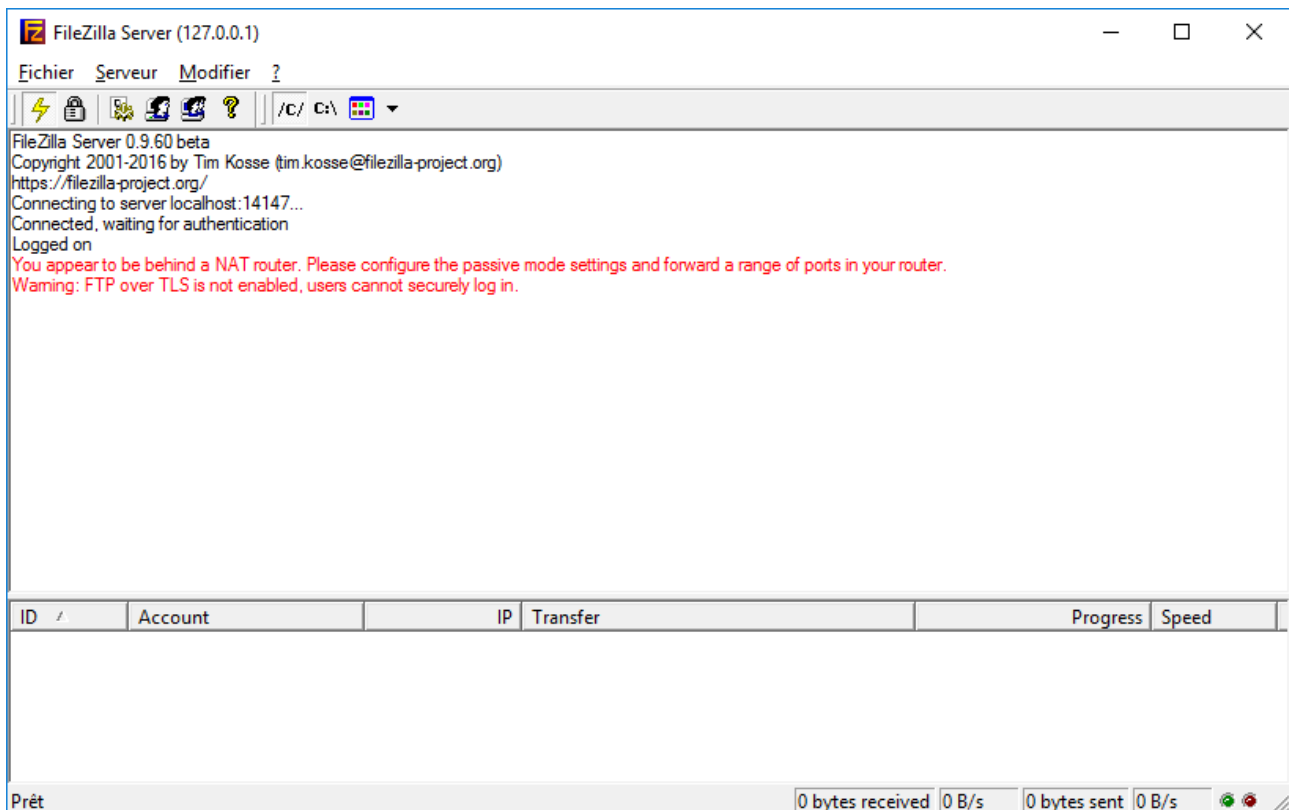 FileZilla Server (127.0.0.1)
Fichier Serveur Modifier ?
/C/ C:\
FileZilla Server 0.9.60 beta
Copyright 2001-2016 by Tim Kosse (tim.kosse@filezilla-project.org)
https://filezilla-project.org/
Connecting to server localhost:14147...
Connected, waiting for authentication
Logged on
You appear to be behind a NAT router. Please configure the passive mode settings and forward a range of ports in your router.
Warning: FTP over TLS is not enabled, users cannot securely log in.
ID Account IP Transfer Progress Speed
Prêt 0 bytes received 0 B/s 0 bytes sent 0 B/s